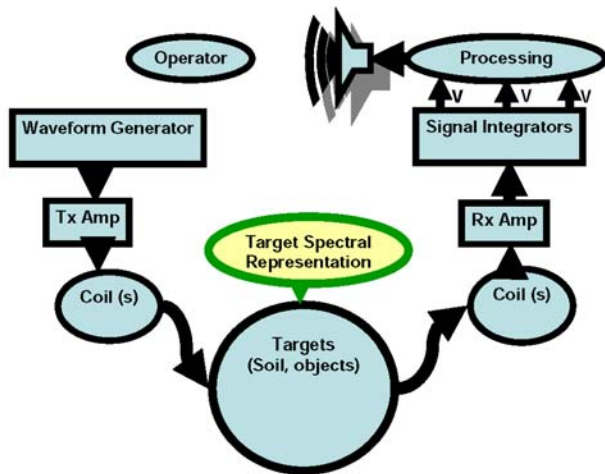 Operator
Processing
V V V
Waveform Generator
Signal Integrators
Tx Amp
Rx Amp
Target Spectral
Representation
Coil (s)
Coil (s)
Targets
(Soil, objects)